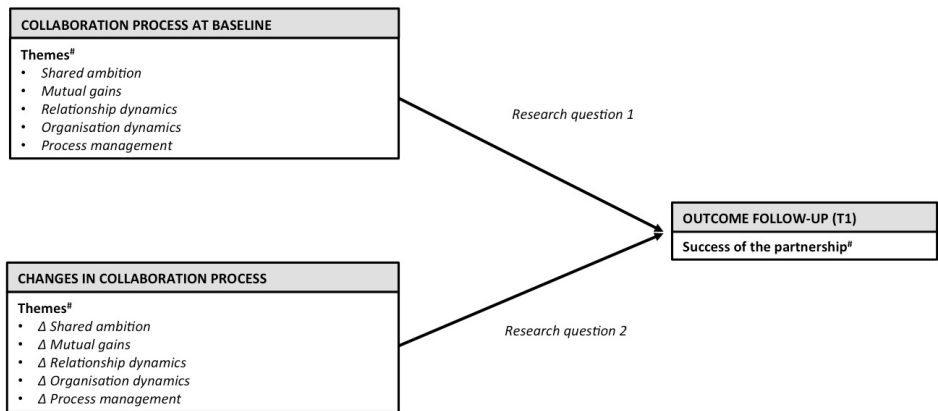 COLLABORATION PROCESS AT BASELINE
Themes#
• Shared ambition
• Mutual gains
• Relationship dynamics
• Organisation dynamics
• Process management
Research question 1
OUTCOME FOLLOW-UP (T1)
Success of the partnership#
CHANGES IN COLLABORATION PROCESS
Themes#
• Δ Shared ambition
• Δ Mutual gains
• Δ Relationship dynamics
• Δ Organisation dynamics
• Δ Process management
Research question 2